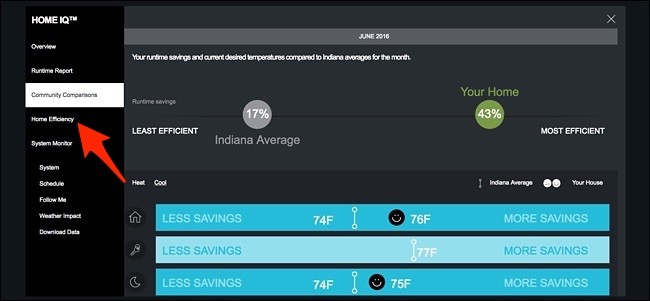 HOME IQ™
Overview
Runtime Report
Community Comparisons
Home Efficiency
System Monitor
System
Schedule
Follow Me
Weather Impact
Download Data
JUNE 2016
Your runtime savings and current desired temperatures compared to Indiana averages for the month.
Your Home
Runtime savings
17%
43%
LEAST EFFICIENT
MOST EFFICIENT
Indiana Average
Heat Cool Indiana Average Your House
LESS SAVINGS 74F 76F MORE SAVINGS
LESS SAVINGS 77F MORE SAVINGS
LESS SAVINGS 74F 75F MORE SAVINGS